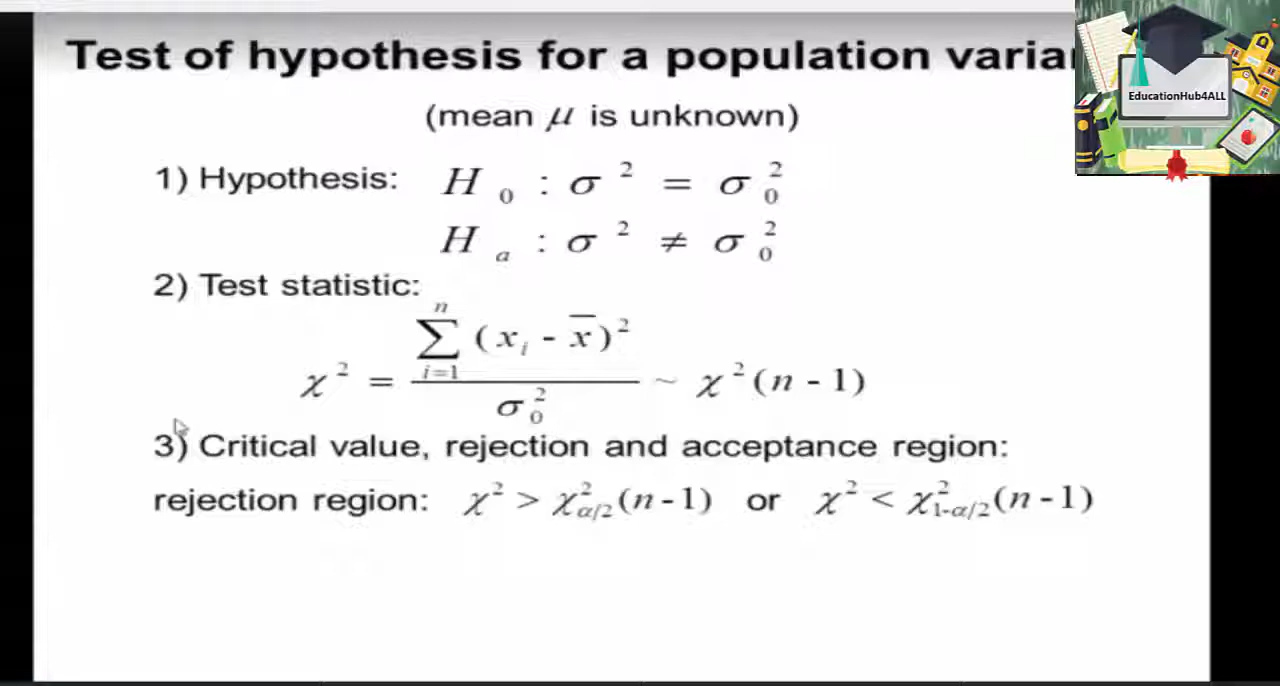 Test of hypothesis for a population
EducationHub4ALL
(mean μ is unknown)
1) Hypothesis: H₀ : σ² = σ₀²
Hₐ : σ² ≠ σ₀²
2) Test statistic:
χ² = ∑ⁿᵢ₌₁ (xᵢ - x̄)² / σ₀² ~ χ²(n - 1)
3) Critical value, rejection and acceptance region:
rejection region: χ² > χ²α/2(n - 1) or χ² < χ²1-α/2(n - 1)